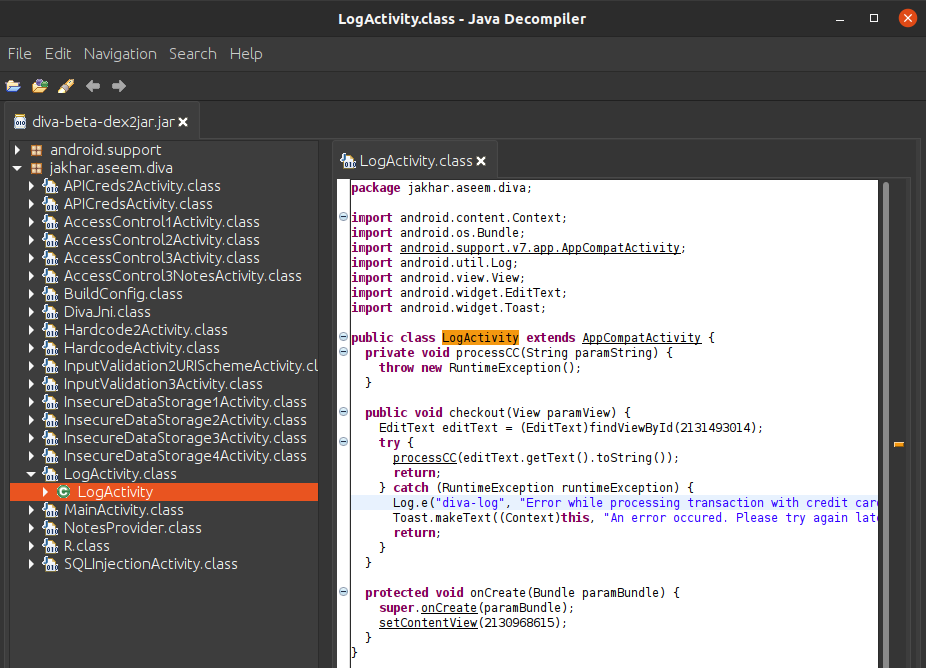 LogActivity.class - Java Decompiler
File Edit Navigation Search Help
diva-beta-dex2jar.jar
android.support
jakhar.aseem.diva
APICreds2Activity.class
APICredsActivity.class
AccessControl1Activity.class
AccessControl2Activity.class
AccessControl3Activity.class
AccessControl3NotesActivity.class
BuildConfig.class
DivaJni.class
Hardcode2Activity.class
HardcodeActivity.class
InputValidation2URISchemeActivity.cl
InputValidation3Activity.class
InsecureDataStorage1Activity.class
InsecureDataStorage2Activity.class
InsecureDataStorage3Activity.class
InsecureDataStorage4Activity.class
LogActivity.class
LogActivity
MainActivity.class
NotesProvider.class
R.class
SQLInjectionActivity.class
LogActivity.class
package jakhar.aseem.diva;
import android.content.Context;
import android.os.Bundle;
import android.support.v7.app.AppCompatActivity;
import android.util.Log;
import android.view.View;
import android.widget.EditText;
import android.widget.Toast;
public class LogActivity extends AppCompatActivity {
private void processCC(String paramString) {
throw new RuntimeException();
}
public void checkout(View paramView) {
EditText editText = (EditText)findViewById(2131493014);
try {
processCC(editText.getText().toString());
return;
} catch (RuntimeException runtimeException) {
Log.e("diva-log", "Error while processing transaction with credit card
Toast.makeText((Context)this, "An error occured. Please try again late
return;
}
}
protected void onCreate(Bundle paramBundle) {
super.onCreate(paramBundle);
setContentView(2130968615);
}
}